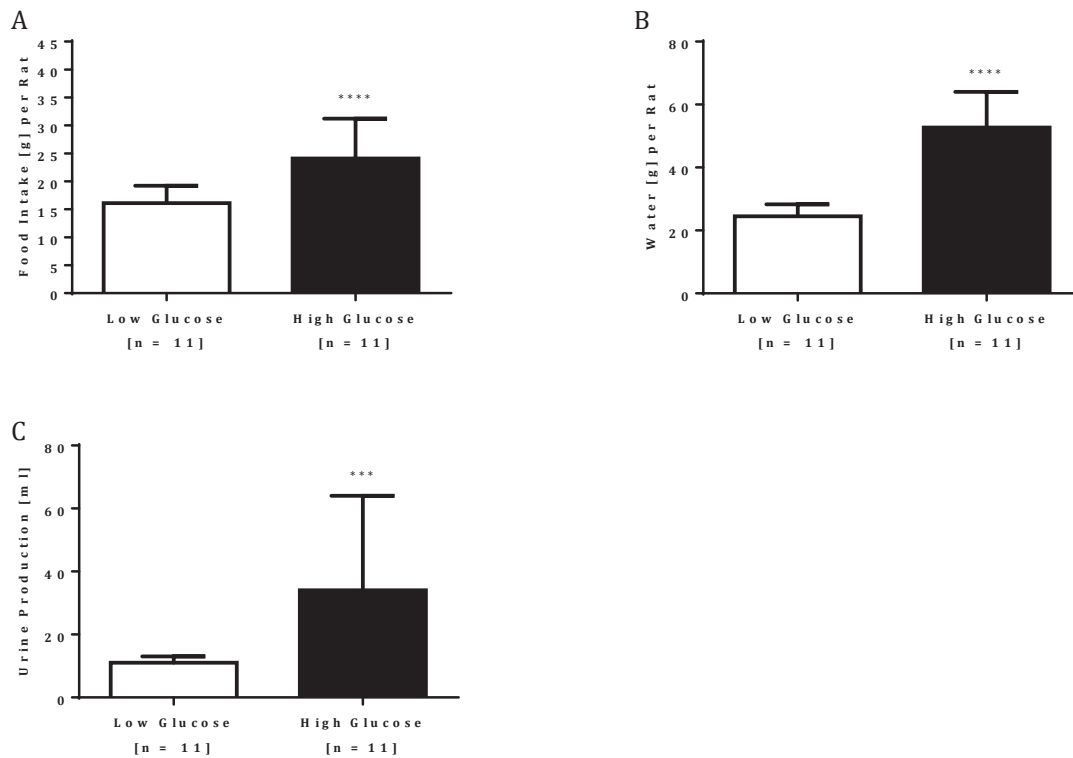 A
Food Intake [g] per Rat
45
40
35
30
25
20
15
10
5
0
****
Low Glucose
[n = 11]
High Glucose
[n = 11]
B
Water [g] per Rat
80
60
40
20
0
****
Low Glucose
[n = 11]
High Glucose
[n = 11]
C
Urine Production [ml]
80
60
40
20
0
***
Low Glucose
[n = 11]
High Glucose
[n = 11]